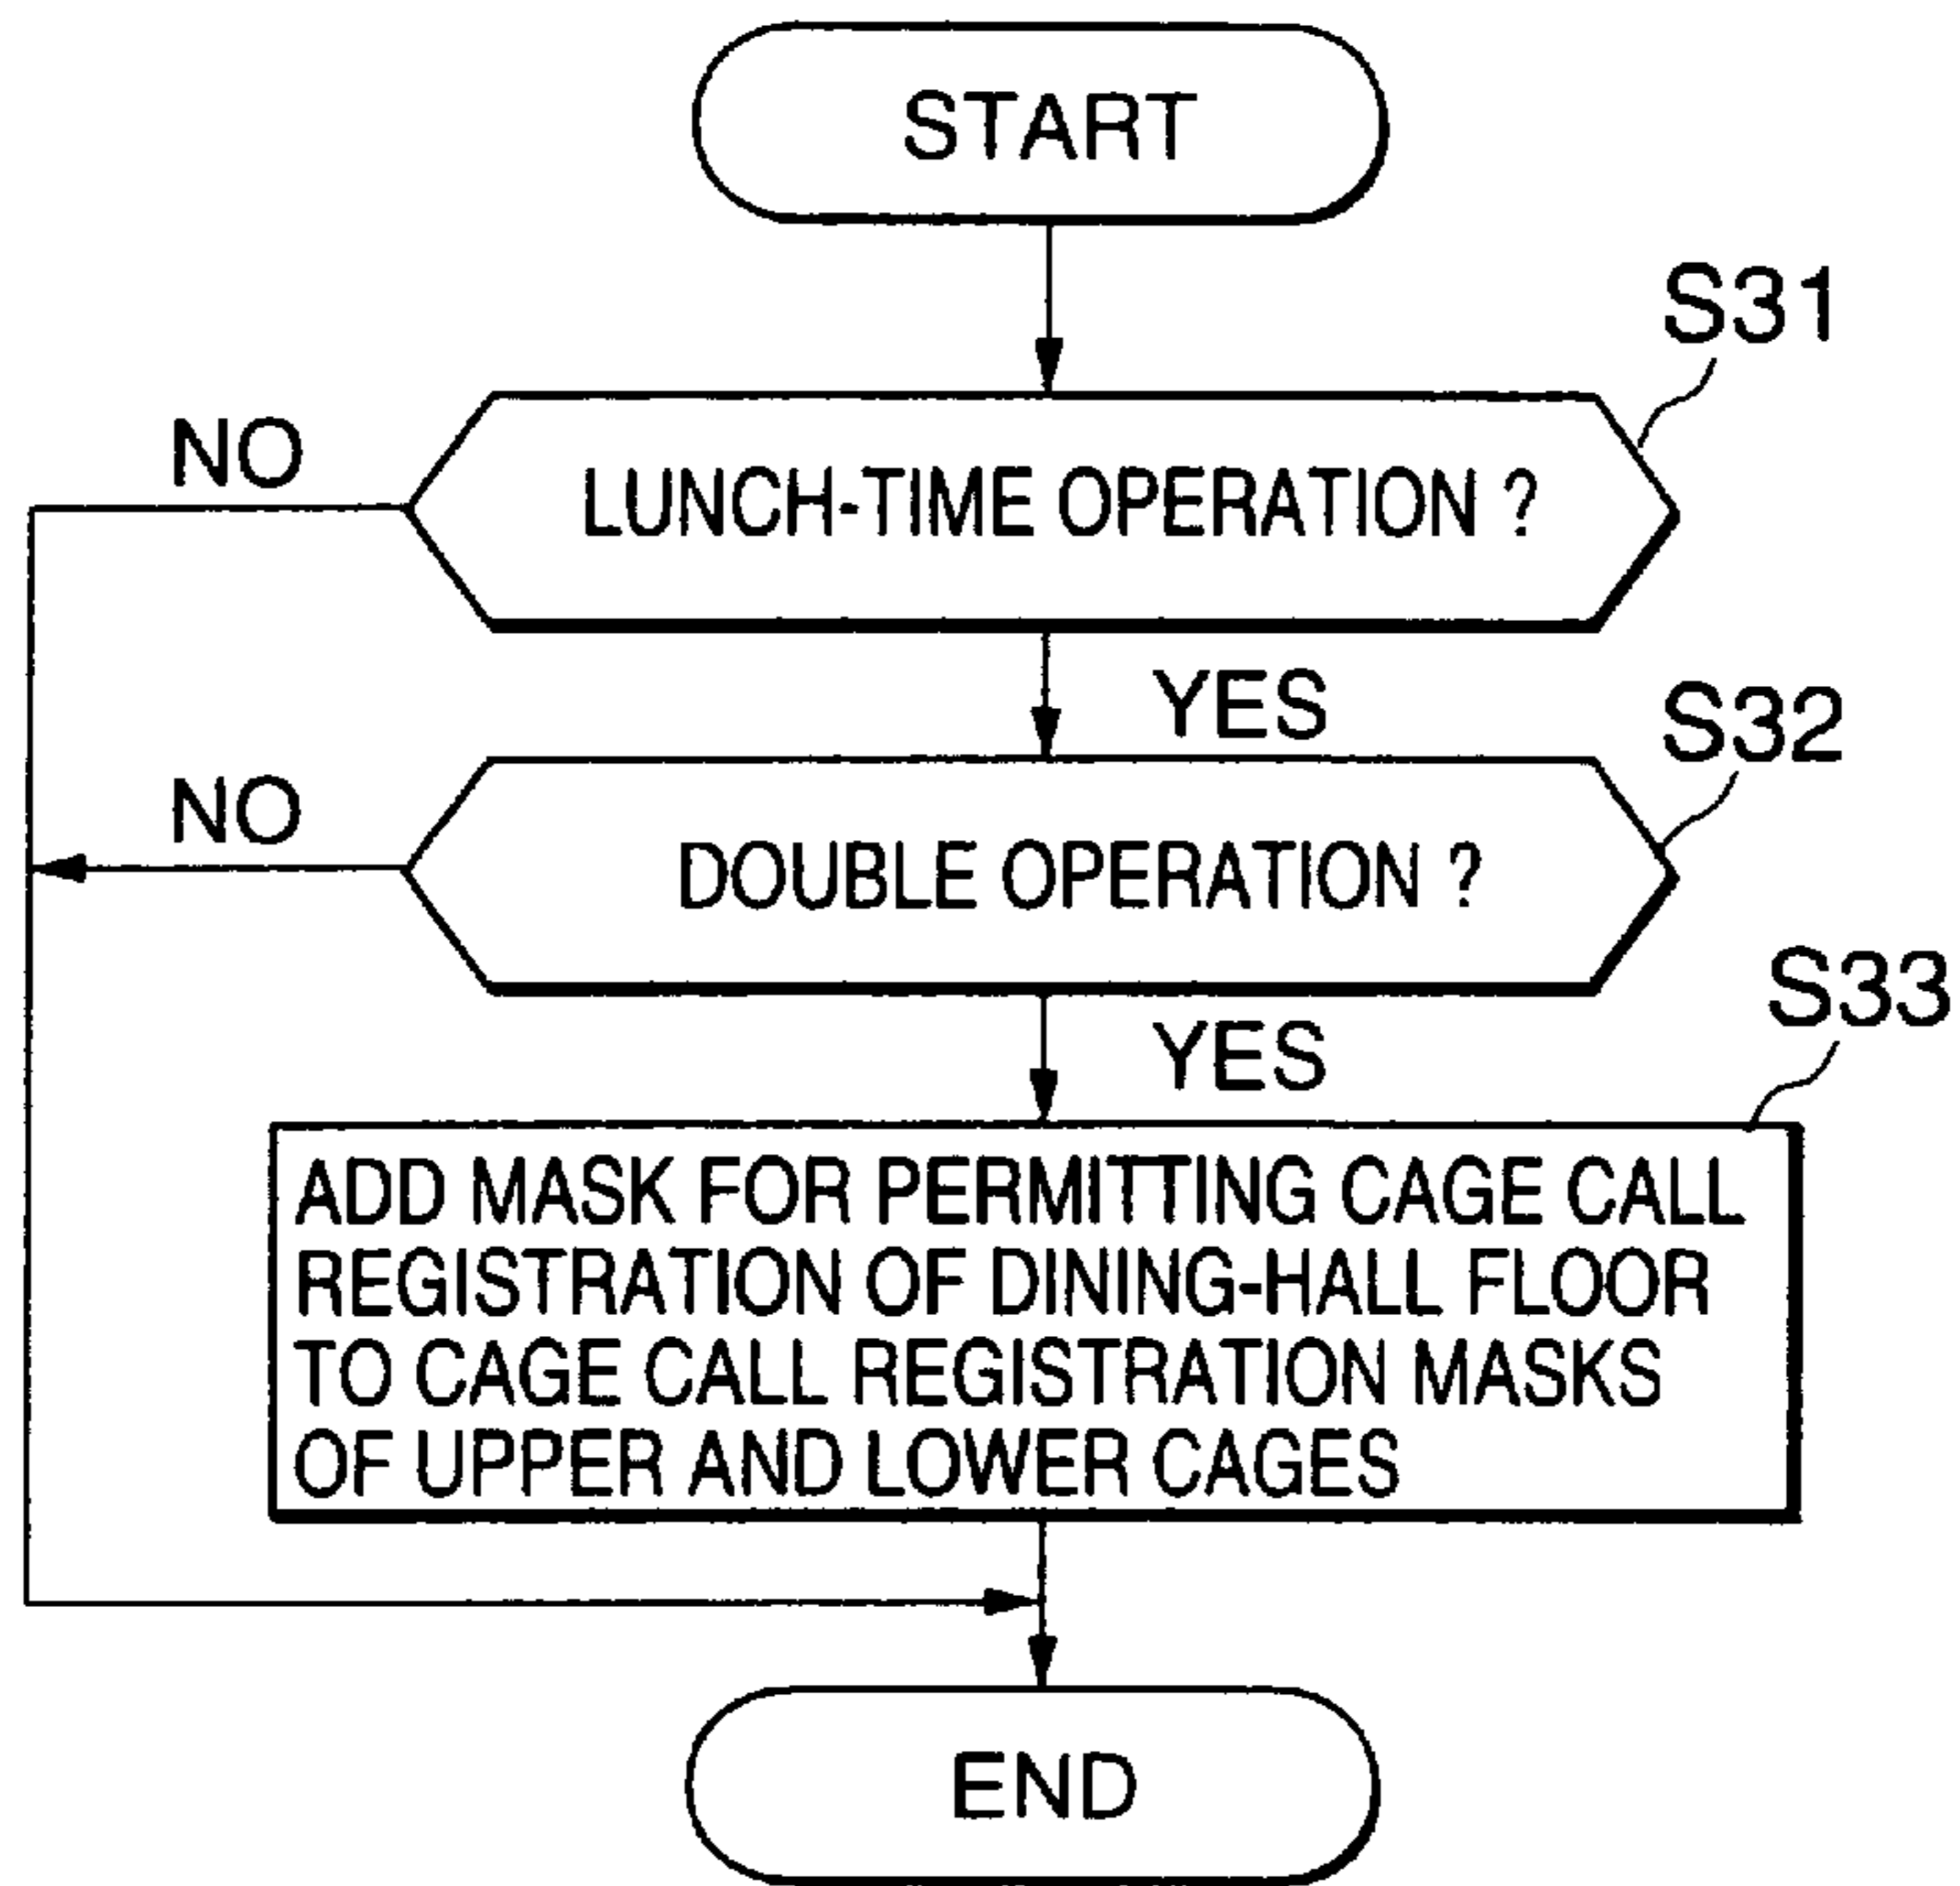 START
S31
NO
LUNCH-TIME OPERATION ?
YES
S32
NO
DOUBLE OPERATION ?
S33
YES
ADD MASK FOR PERMITTING CAGE CALL
REGISTRATION OF DINING-HALL FLOOR
TO CAGE CALL REGISTRATION MASKS
OF UPPER AND LOWER CAGES
END